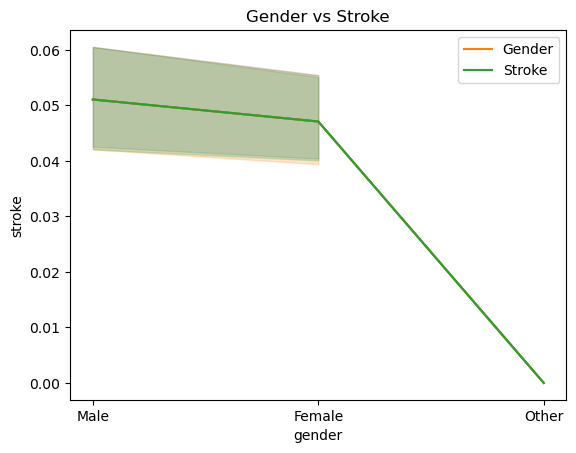 Gender vs Stroke
Gender
Stroke
0.06
0.05
0.04
0.03
0.02
0.01
0.00
stroke
Male
Female
Other
gender